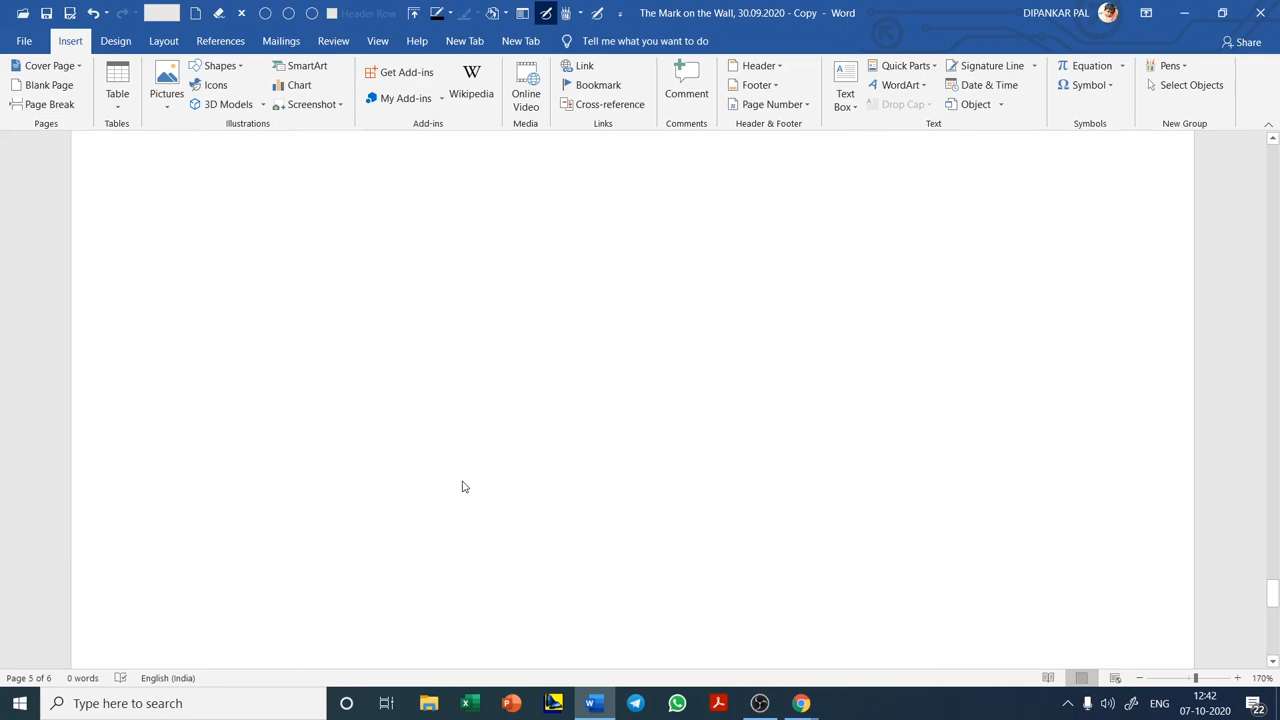 Header Row
The Mark on the Wall, 30.09.2020 - Copy - Word
DIPANKAR PAL
File Insert Design Layout References Mailings Review View Help New Tab New Tab Tell me what you want to do Share
Cover Page
Blank Page
Page Break
Pages
Table
Tables
Pictures
Shapes
Icons
3D Models
SmartArt
Chart
Screenshot
Illustrations
Get Add-ins
My Add-ins
W
Wikipedia
Add-ins
Online
Video
Media
Link
Bookmark
Cross-reference
Links
Comment
Comments
Header
Footer
Page Number
Header & Footer
Text
Box
Quick Parts
WordArt
Drop Cap
Signature Line
Date & Time
Object
Text
Equation
Symbol
Symbols
Pens
Select Objects
New Group
Page 5 of 6 0 words English (India) 170%
Type here to search
ENG
12:42
07-10-2020
22